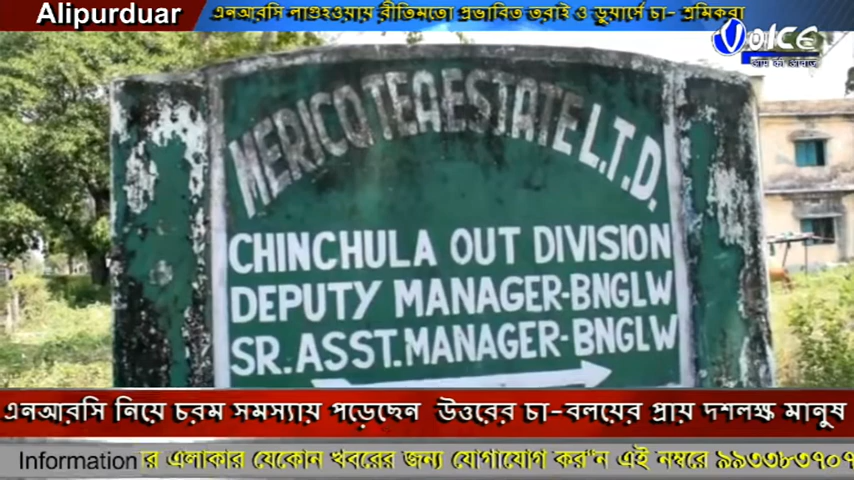 Alipurduar
এনআরসি লাগুহওয়ায় রীতিমতো প্রভাবিত তরাই ও ডুয়ার্সে চা- শ্রমিকরা
Voice
MERICO TEA ESTATE L.T.D.
CHINCHULA OUT DIVISION
DEPUTY MANAGER-BNGLW
SR.ASST.MANAGER-BNGLW
এনআরসি নিয়ে চরম সমস্যায় পড়েছেন উত্তরের চা-বলয়ের প্রায় দশলক্ষ মানুষ
Information র এলাকার যেকোন খবরের জন্য যোগাযোগ কর"ন এই নম্বরে ৯৯৩৩৮৩৭০৭